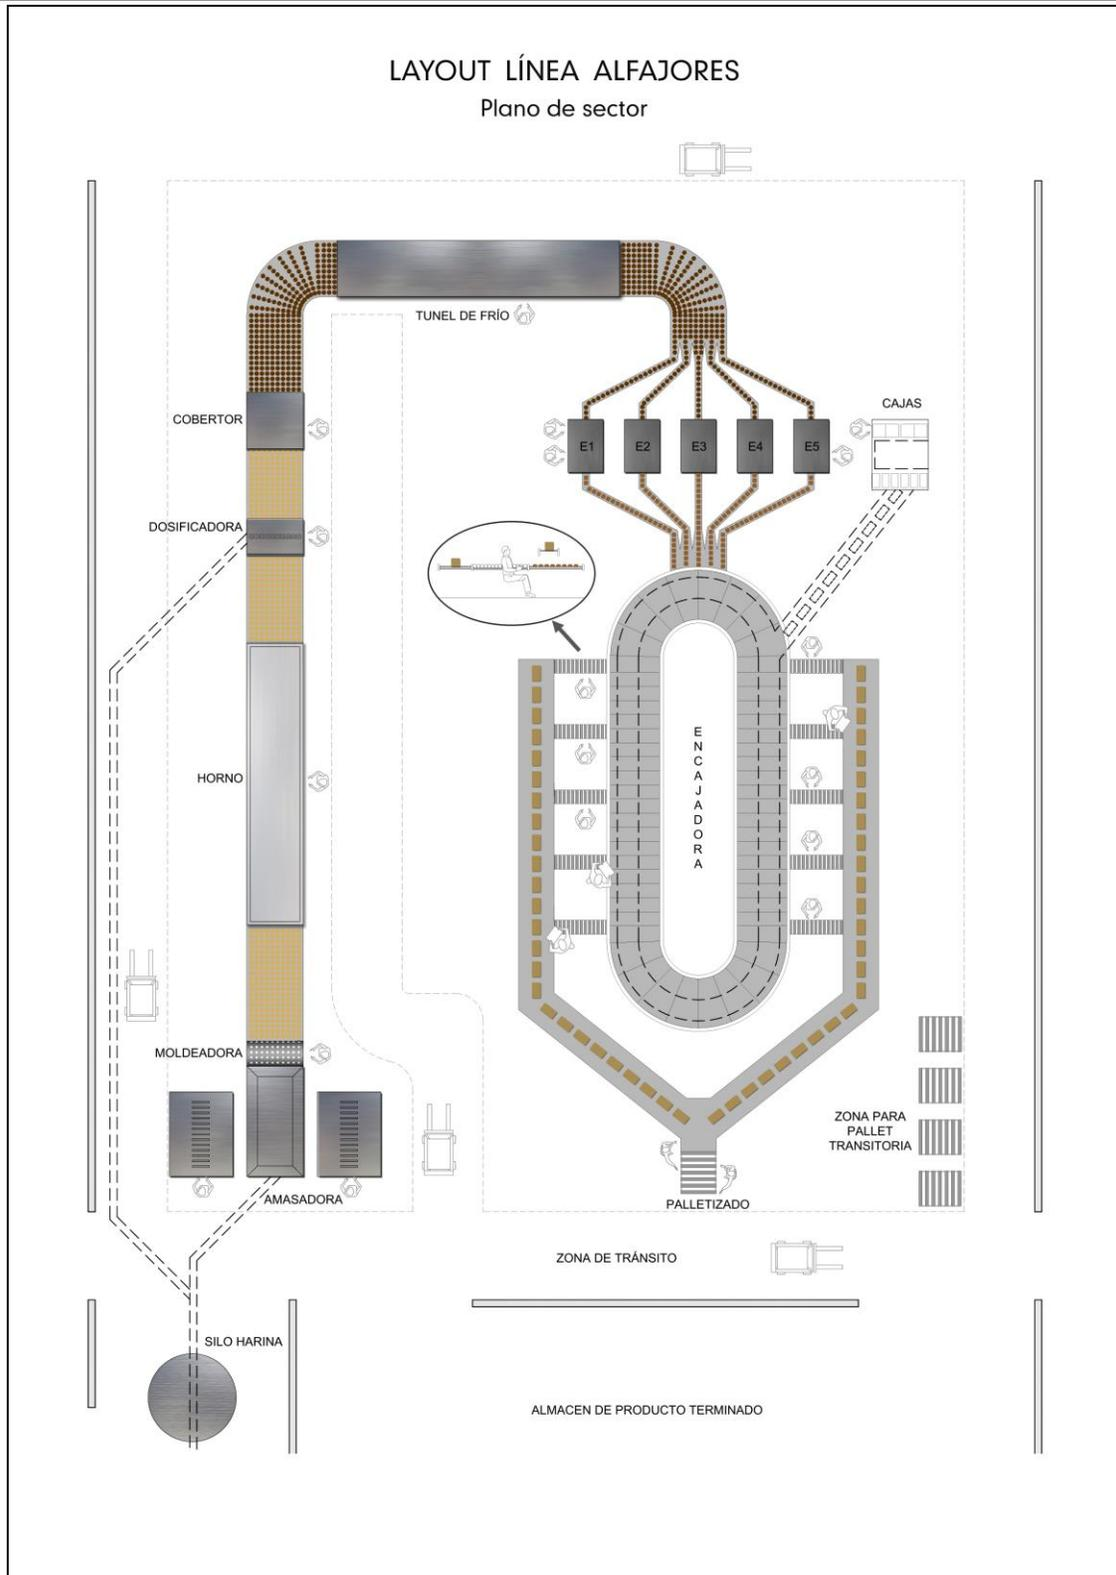 LAYOUT LÍNEA ALFAJORES
Plano de sector
TUNEL DE FRÍO
COBERTOR
CAJAS
E1 E2 E3 E4 E5
DOSIFICADORA
HORNO
ENCAJADORA
MOLDEADORA
AMASADORA
ZONA PARA
PALLET
TRANSITORIA
PALLETIZADO
ZONA DE TRÁNSITO
SILO HARINA
ALMACEN DE PRODUCTO TERMINADO